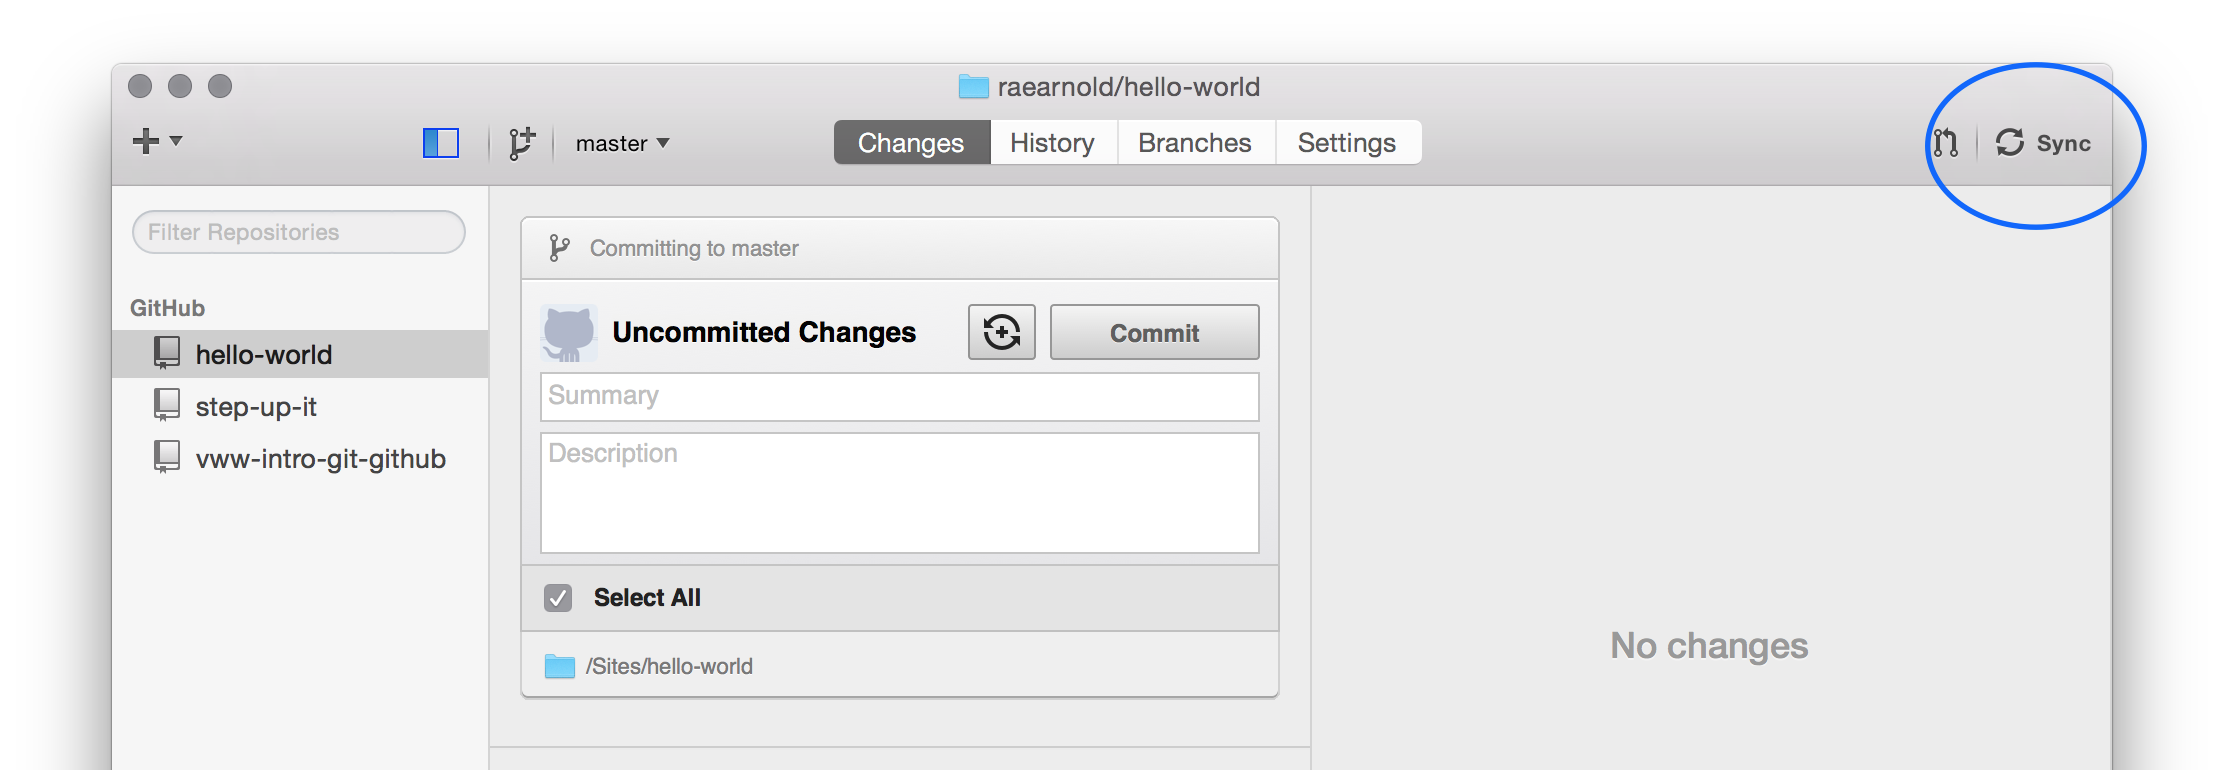 raearnold/hello-world
master
Changes History Branches Settings
Sync
Filter Repositories
GitHub
hello-world
step-up-it
vww-intro-git-github
Committing to master
Uncommitted Changes
Commit
Summary
Description
Select All
/Sites/hello-world
No changes